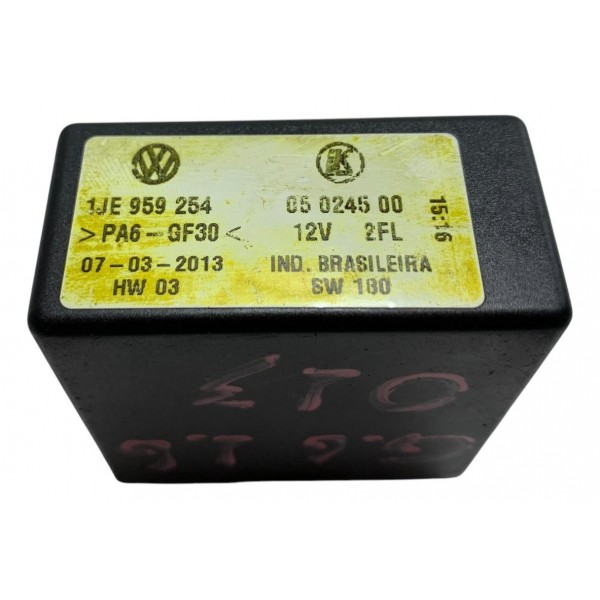 1JE 959 254 05 0245 00
>PA6-GF30< 12V 2FL
07-03-2013 IND. BRASILEIRA
HW 03 SW 180
15:16